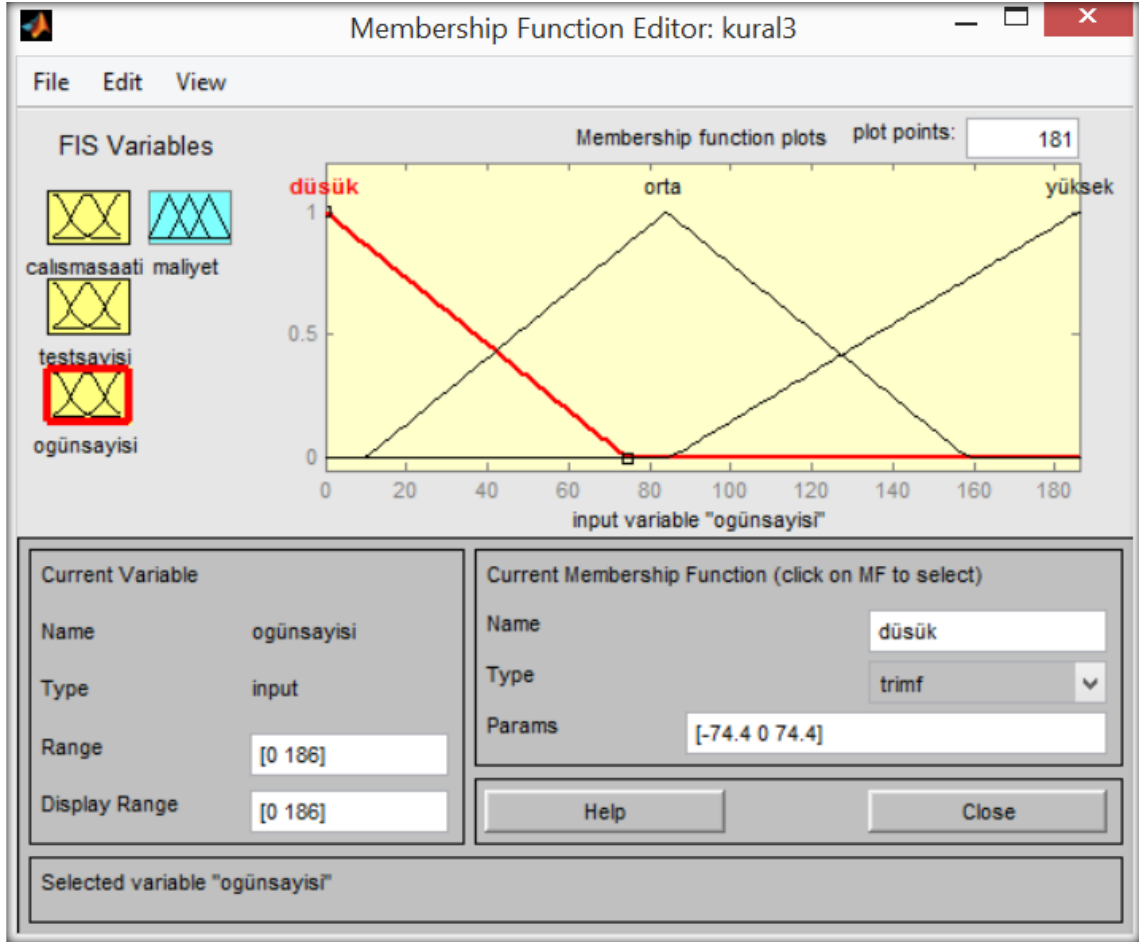 Membership Function Editor: kural3
File Edit View
FIS Variables
Membership function plots plot points: 181
düsük orta yüksek
1
0.5
0
0 20 40 60 80 100 120 140 160 180
input variable "ogünsayisi"
calısmasaati maliyet
testsayisi
ogünsayisi
Current Variable
Name ogünsayisi
Type input
Range [0 186]
Display Range [0 186]
Current Membership Function (click on MF to select)
Name düsük
Type trimf
Params [-74.4 0 74.4]
Help Close
Selected variable "ogünsayisi"